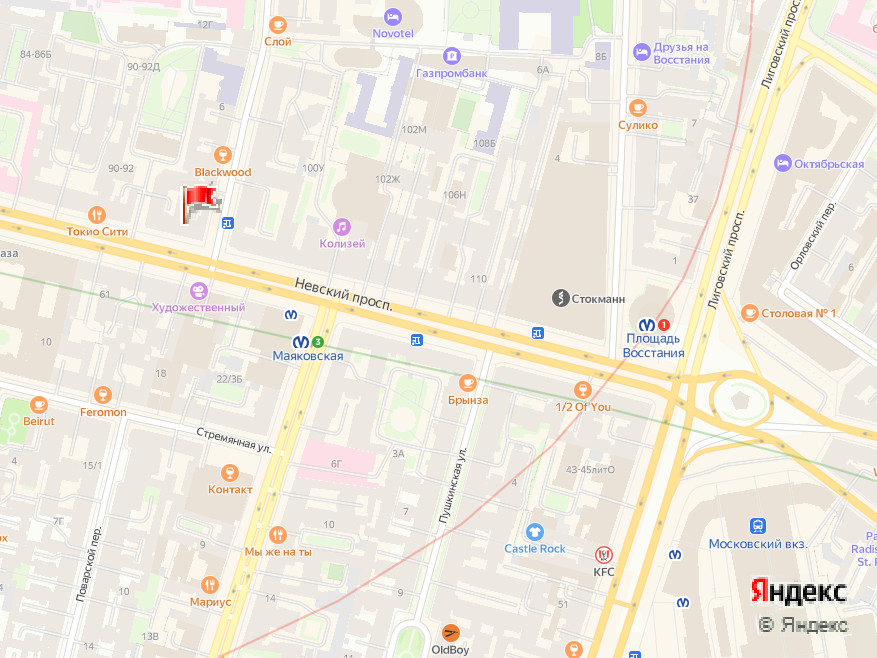 2Г
Слой
Novotel
84-86Б
90-92Д
Газпромбанк
6А
8Б
Друзья на
Восстания
Лиговский просп.
6
102М
108Б
Сулико
7
90-92
Blackwood
100У
102Ж
106Н
4
Октябрьская
37
Токио Сити
Колизей
Орловский пер.
Лиговский просп.
1
110
61
Художественный
Невский просп.
Стокманн
Столовая № 1
3
Маяковская
1
Площадь
Восстания
18
22/3Б
Брынза
1/2 Of You
Beirut
Feromon
Стремянная ул.
4
15/1
6Г
3А
Пушкинская ул.
43-45литО
4
Контакт
7Г
10
7
9
Мы же на ты
Castle Rock
KFC
Московский вкз.
Поварской пер.
Мариус
14
9
10
51
13В
OldBoy
Яндекс
© Яндекс